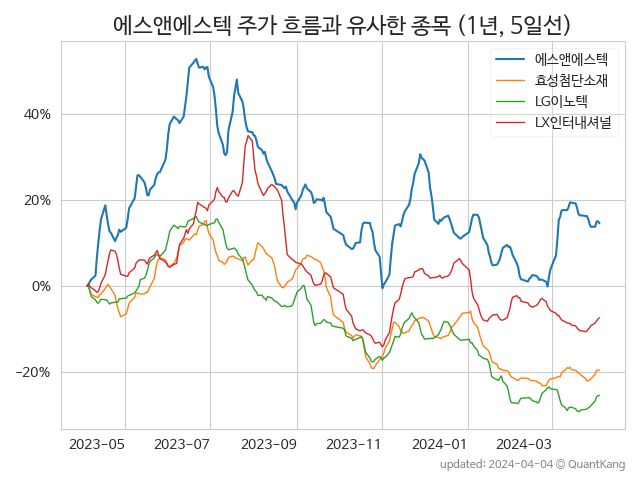 에스앤에스텍 주가 흐름과 유사한 종목 (1년, 5일선)
에스앤에스텍
효성첨단소재
LG이노텍
LX인터내셔널
40%
20%
0%
−20%
2023−05
2023−07
2023−09
2023−11
2024−01
2024−03
updated: 2024-04-04 © QuantKang